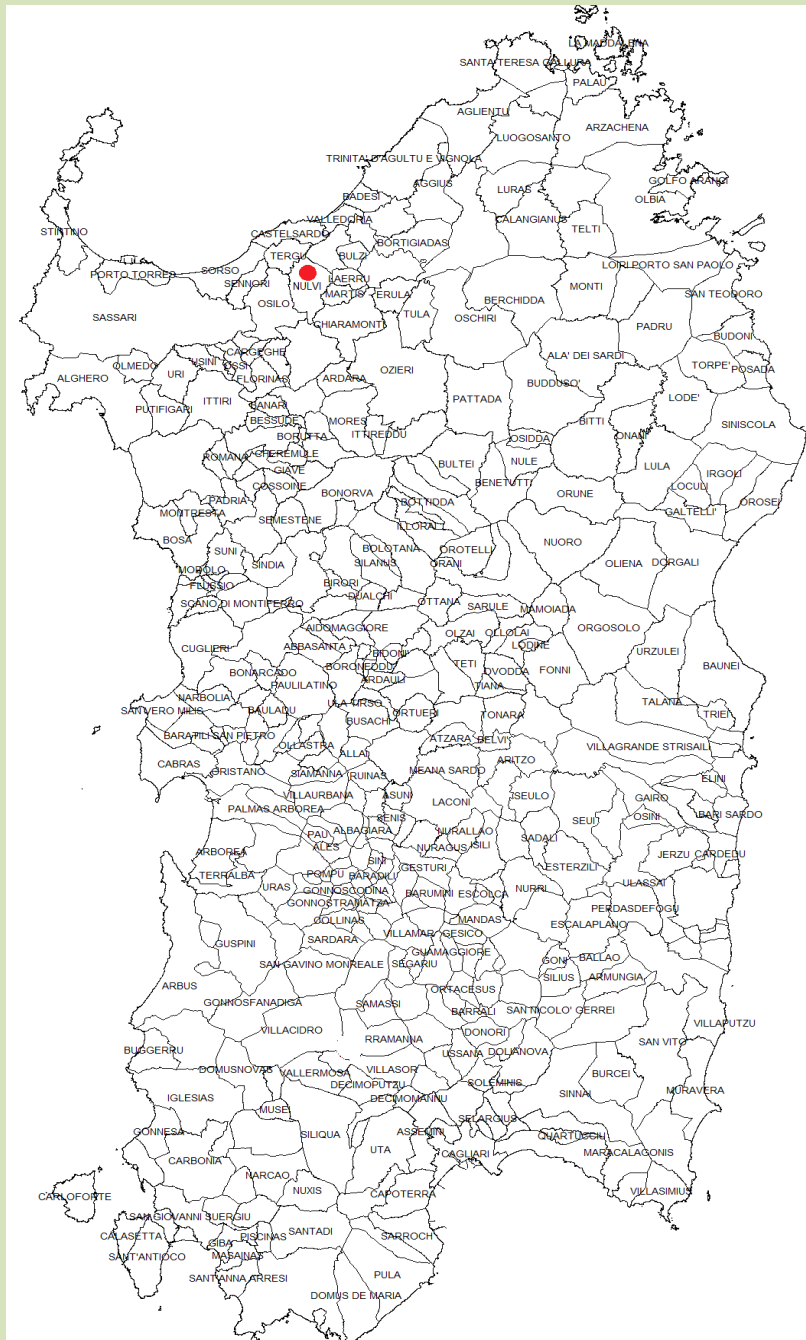 LA MADDALENA
SANTA TERESA GALLURA
PALAU
AGLIENTU
ARZACHENA
LUOGOSANTO
TRINITA' D'AGULTU E VIGNOLA
AGGIUS
GOLFO ARANCI
LURAS
BADESI
OLBIA
VALLEDORIA
CALANGIANUS
TELTI
STINTINO
CASTELSARDO
BORTIGIADAS
TERGU
BULZI
LOIRI PORTO SAN PAOLO
SORSO
PORTO TORRES
LAERRU
SENNORI
NULVI
MONTI
MARTIS
ERULA
SAN TEODORO
BERCHIDDA
OSILO
TULA
SASSARI
OSCHIRI
CHIARAMONTI
PADRU
BUDONI
CARGEGHE
ALA' DEI SARDI
OLMEDO
USINI
OSSI
TORPE'
POSADA
URI
OZIERI
ALGHERO
FLORINAS
ARDARA
BUDDUSO'
ITTIRI
PATTADA
LODE'
BANARI
PUTIFIGARI
BESSUDE
MORES
BITTI
SINISCOLA
BORUTTA
ITTIREDDU
OSIDDA
ONANI'
CHEREMULE
ROMANA
NULE
BULTEI
LULA
GIAVE
IRGOLI
BENETUTTI
COSSOINE
LOCULI
BONORVA
ORUNE
PADRIA
BOTTIDDA
OROSEI
MONTRESTA
GALTELLI'
SEMESTENE
ILLORAI
BOSA
NUORO
SUNI
BOLOTANA
OROTELLI
SINDIA
SILANUS
ORANI
OLIENA
DORGALI
MODOLO
BIRORI
FLUSSIO
DUALCHI
SCANO DI MONTIFERRO
OTTANA
SARULE
MAMOIADA
AIDOMAGGIORE
ORGOSOLO
OLZAI
OLLOLAI
CUGLIERI
ABBASANTA
LODINE
BIDONI'
URZULEI
BORONEDDU
TETI
BAUNEI
BONARCADO
OVODDA
FONNI
ARDAULI
PAULILATINO
TIANA
NARBOLIA
ULA TIRSO
TALANA
SAN VERO MILIS
BAULADU
ORTUERI
TONARA
TRIEI
BUSACHI
BARATILI SAN PIETRO
ATZARA
BELVI'
OLLASTRA
VILLAGRANDE STRISAILI
ALLAI
CABRAS
ARITZO
ORISTANO
SIAMANNA
RUINAS
MEANA SARDO
ELINI
VILLAURBANA
ASUNI
ISEULO
GAIRO
LACONI
PALMAS ARBOREA
BARI SARDO
SENIS
OSINI
SEUI
PAU
ALBAGIARA
NURALLAO
SADALI
ALES
ISILI
ARBOREA
NURAGUS
JERZU
CARDEDU
SINI
GESTURI
ESTERZILI
TERRALBA
POMPU
BARADILI
ULASSAI
URAS
GONNOSCODINA
BARUMINI
ESCOLCA
NURRI
GONNOSTRAMATZA
PERDASDEFOGU
COLLINAS
MANDAS
ESCALAPLANO
VILLAMAR
GESICO
GUSPINI
SARDARA
GUAMAGGIORE
GONI
BALLAO
SAN GAVINO MONREALE
SEGARIU
SILIUS
ARMUNGIA
ARBUS
ORTACESUS
GONNOSFANADIGA
SAMASSI
BARRALI
SAN NICOLO' GERREI
VILLAPUTZU
VILLACIDRO
DONORI
RRAMANNA
SAN VITO
BUGGERRU
USSANA
DOLIANOVA
DOMUSNOVAS
VALLERMOSA
VILLASOR
BURCEI
DECIMOPUTZU
SOLEMINIS
IGLESIAS
DECIMOMANNU
SINNAI
MURAVERA
MUSEI
SELARGIUS
GONNESA
SILIQUA
ASSEMINI
QUARTUCCIU
UTA
CAGLIARI
MARACALAGONIS
CARBONIA
NARCAO
CARLOFORTE
NUXIS
CAPOTERRA
VILLASIMIUS
SAN GIOVANNI SUERGIU
CALASETTA
PISCINAS
SANTADI
SARROCH
GIBA
SANT'ANTIOCO
MASAINAS
SANT'ANNA ARRESI
PULA
DOMUS DE MARIA